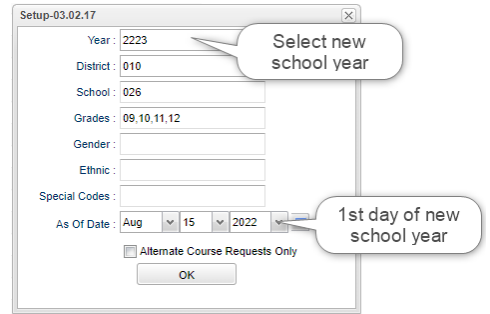 Setup-03.02.17
Year : 2223
Select new
school year
District : 010
School : 026
Grades : 09,10,11,12
Gender :
Ethnic :
Special Codes :
As Of Date : Aug 15 2022
1st day of new
school year
Alternate Course Requests Only
OK